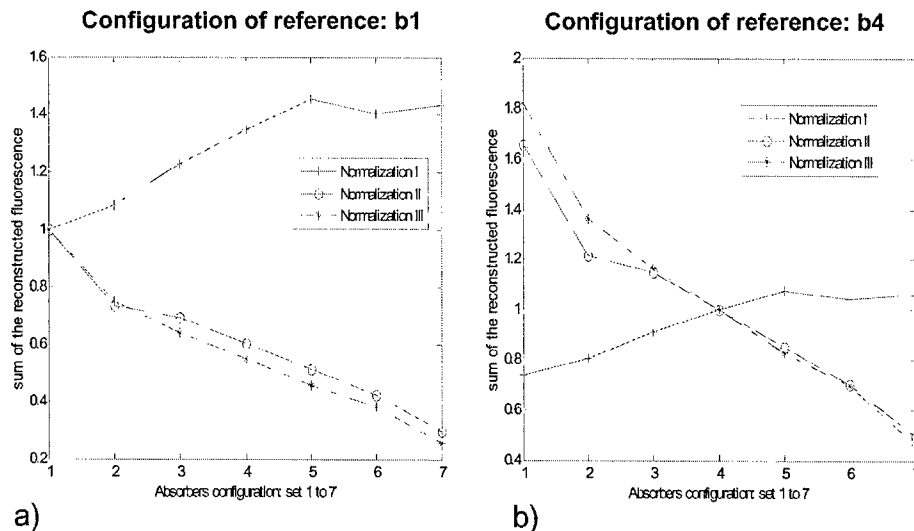 Configuration of reference: b1
1.6
1.4
1.2
1
0.8
0.6
0.4
0.2
sum of the reconstructed fluorescence
Normalization I
Normalization II
Normalization III
1 2 3 4 5 6 7
Absorbers configuration: set 1 to 7
a)
Configuration of reference: b4
2
1.8
1.6
1.4
1.2
1
0.8
0.6
0.4
sum of the reconstructed fluorescence
Normalization I
Normalization II
Normalization III
1 2 3 4 5 6 7
Absorbers configuration: set 1 to 7
b)